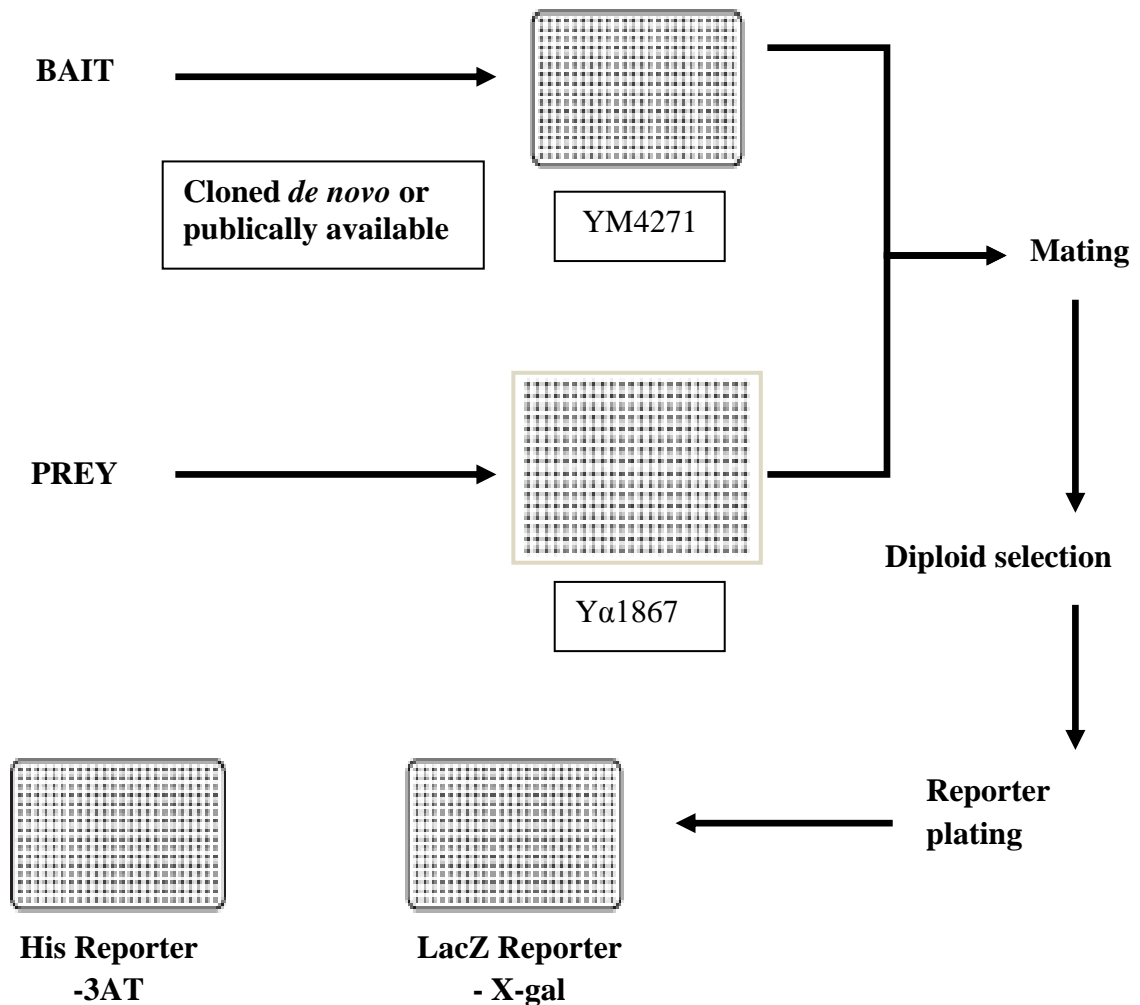 BAIT
Cloned de novo or
publically available
YM4271
Mating
PREY
Yα1867
Diploid selection
Reporter
plating
His Reporter
-3AT
LacZ Reporter
- X-gal